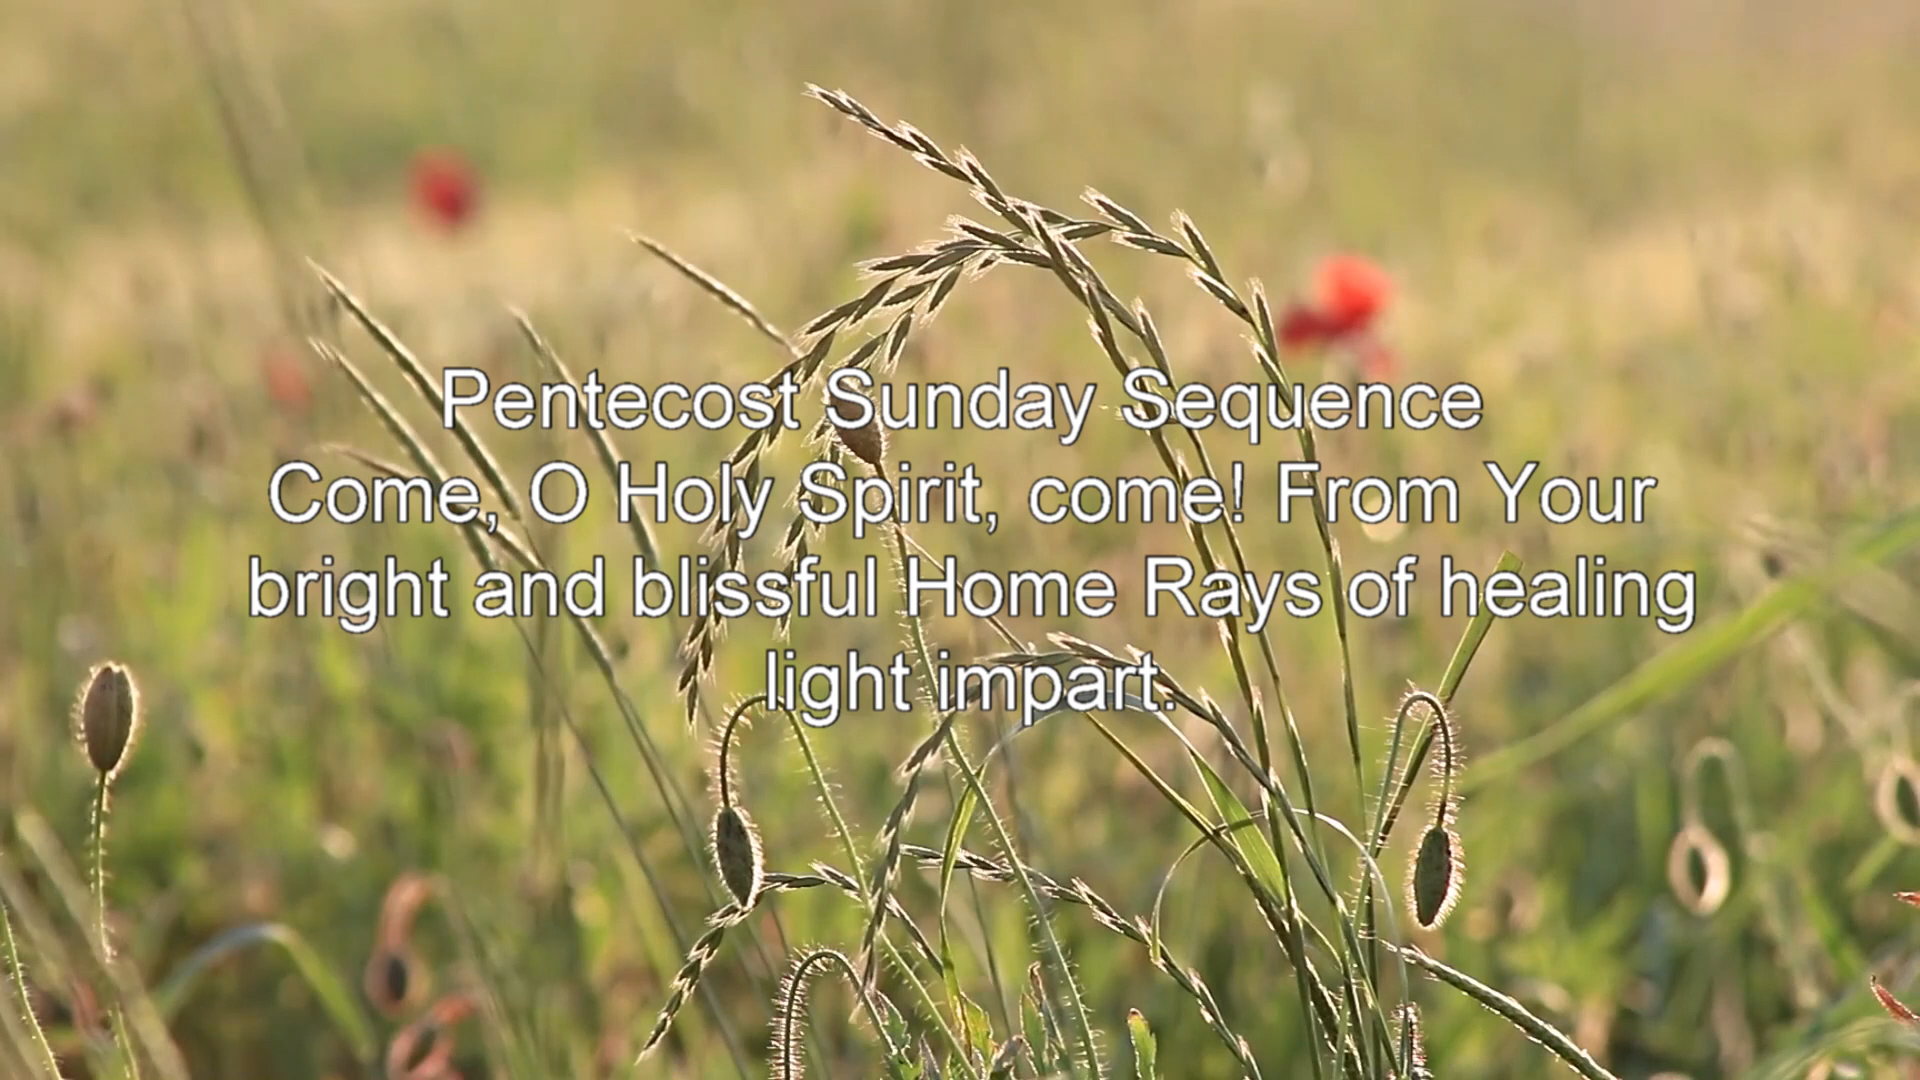 Pentecost Sunday Sequence
Come, O Holy Spirit, come! From Your
bright and blissful Home Rays of healing
light impart.